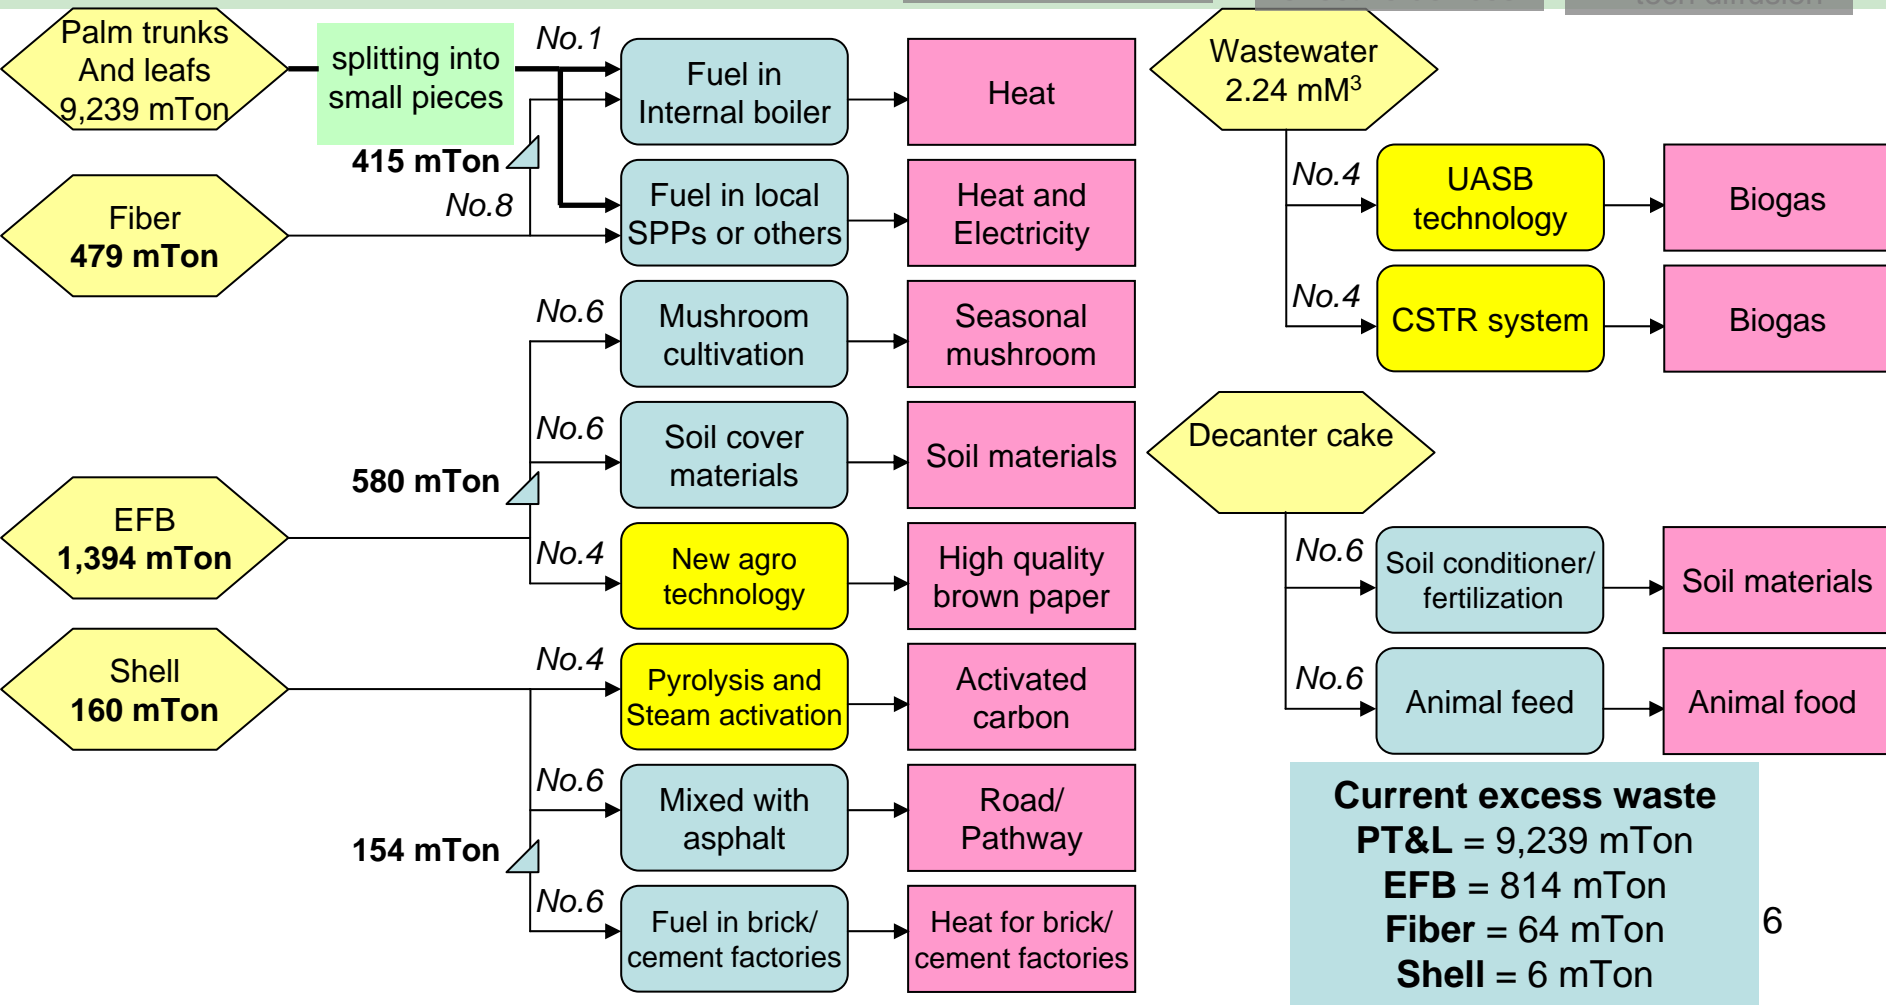 tech diffusion
Palm trunks
And leafs
9,239 mTon
splitting into
small pieces
No.1
Fuel in
Internal boiler
Heat
415 mTon
No.8
Fiber
479 mTon
Fuel in local
SPPs or others
Heat and
Electricity
No.6
Mushroom
cultivation
Seasonal
mushroom
No.6
Soil cover
materials
Soil materials
580 mTon
EFB
1,394 mTon
No.4
New agro
technology
High quality
brown paper
Shell
160 mTon
No.4
Pyrolysis and
Steam activation
Activated
carbon
No.6
Mixed with
asphalt
Road/
Pathway
154 mTon
No.6
Fuel in brick/
cement factories
Heat for brick/
cement factories
Wastewater
2.24 mM³
No.4
UASB
technology
Biogas
No.4
CSTR system
Biogas
Decanter cake
No.6
Soil conditioner/
fertilization
Soil materials
No.6
Animal feed
Animal food
Current excess waste
PT&L = 9,239 mTon
EFB = 814 mTon
Fiber = 64 mTon
Shell = 6 mTon
6